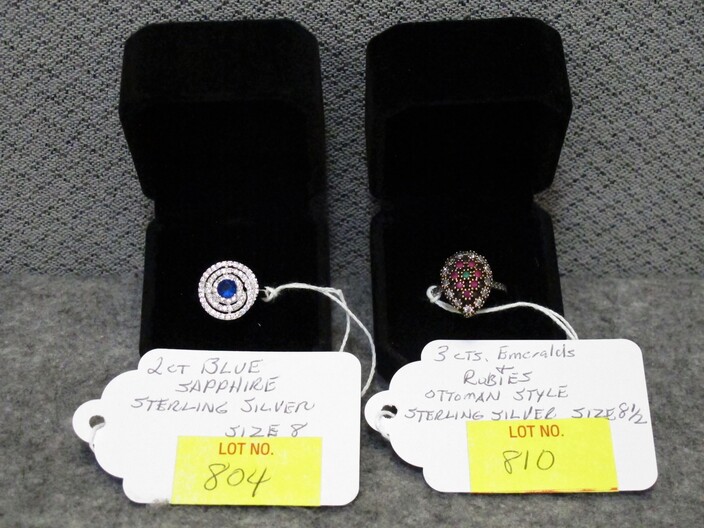 2CT BLUE
SAPPHIRE
STERLING SILVER
SIZE 8
LOT NO.
804
3 CTS. Emeralds
+
RUBIES
OTTOMAN STYLE
STERLING SILVER SIZE 8½
LOT NO.
810